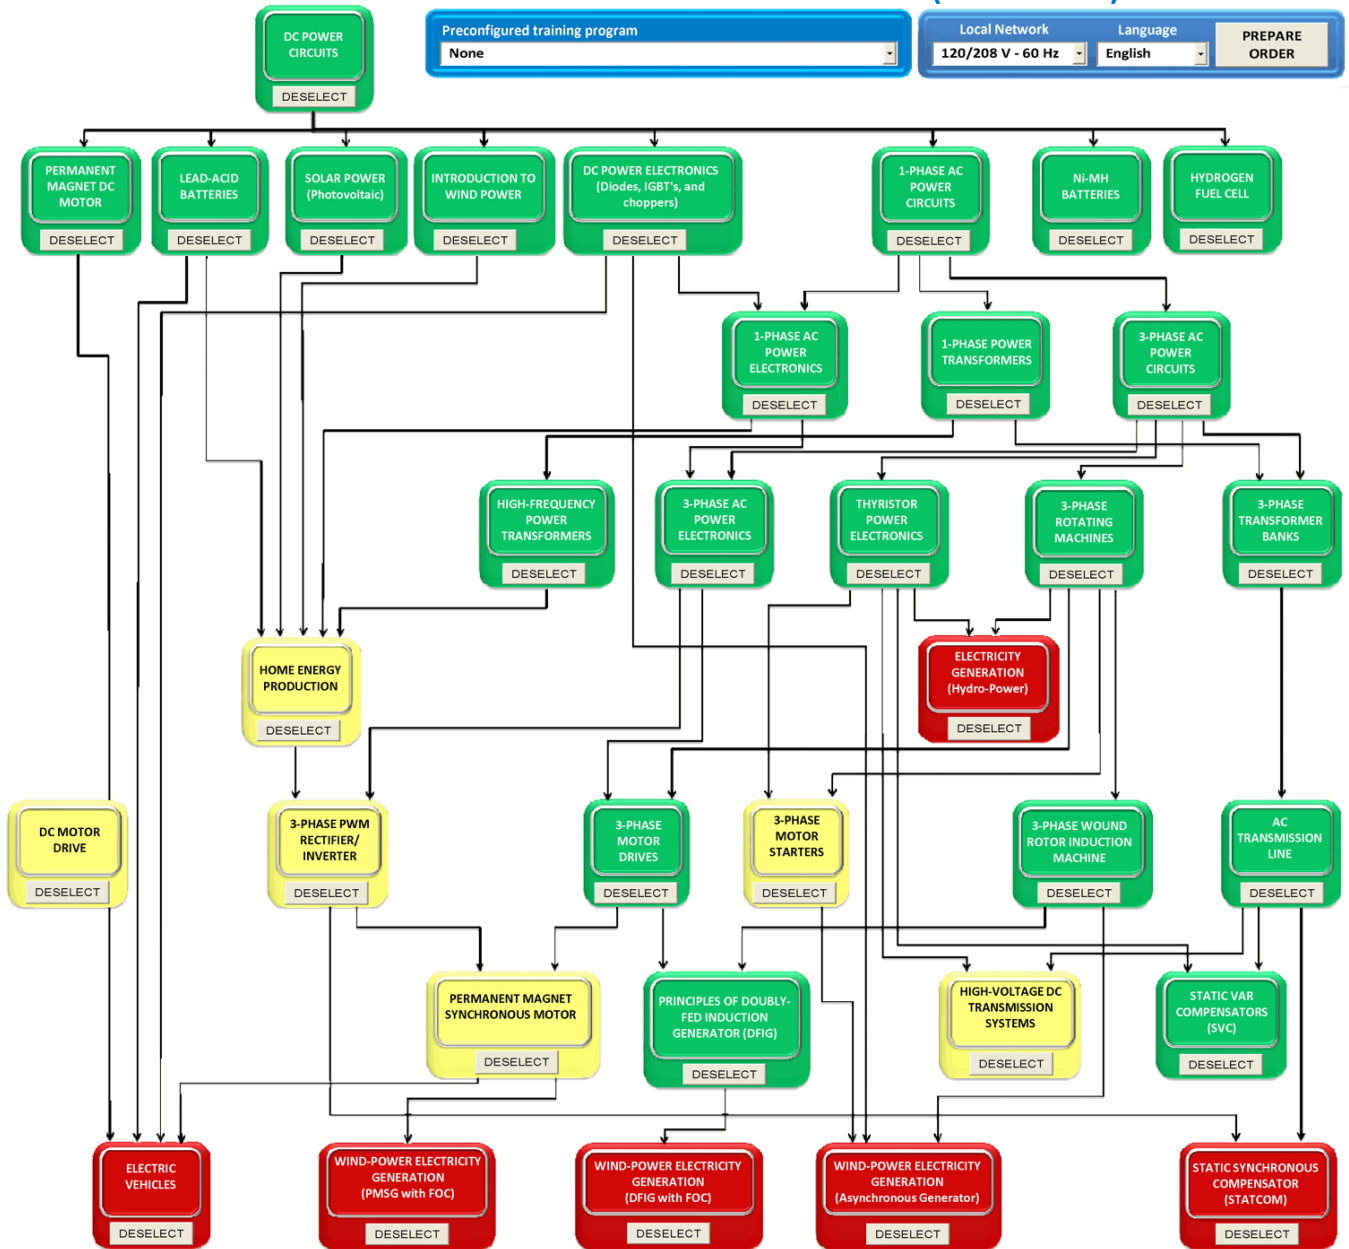 DC POWER
CIRCUITS
DESELECT
Preconfigured training program
None
Local Network
120/208 V - 60 Hz
Language
English
PREPARE
ORDER
PERMANENT
MAGNET DC
MOTOR
DESELECT
LEAD-ACID
BATTERIES
DESELECT
SOLAR POWER
(Photovoltaic)
DESELECT
INTRODUCTION TO
WIND POWER
DESELECT
DC POWER ELECTRONICS
(Diodes, IGBT's, and
choppers)
DESELECT
1-PHASE AC
POWER
CIRCUITS
DESELECT
Ni-MH
BATTERIES
DESELECT
HYDROGEN
FUEL CELL
DESELECT
1-PHASE AC
POWER
ELECTRONICS
DESELECT
1-PHASE POWER
TRANSFORMERS
DESELECT
3-PHASE AC
POWER
CIRCUITS
DESELECT
HIGH-FREQUENCY
POWER
TRANSFORMERS
DESELECT
3-PHASE AC
POWER
ELECTRONICS
DESELECT
THYRISTOR
POWER
ELECTRONICS
DESELECT
3-PHASE
ROTATING
MACHINES
DESELECT
3-PHASE
TRANSFORMER
BANKS
DESELECT
HOME ENERGY
PRODUCTION
DESELECT
ELECTRICITY
GENERATION
(Hydro-Power)
DESELECT
DC MOTOR
DRIVE
DESELECT
3-PHASE PWM
RECTIFIER/
INVERTER
DESELECT
3-PHASE
MOTOR
DRIVES
DESELECT
3-PHASE
MOTOR
STARTERS
DESELECT
3-PHASE WOUND
ROTOR INDUCTION
MACHINE
DESELECT
AC
TRANSMISSION
LINE
DESELECT
PERMANENT MAGNET
SYNCHRONOUS MOTOR
DESELECT
PRINCIPLES OF DOUBLY-
FED INDUCTION
GENERATOR (DFIG)
DESELECT
HIGH-VOLTAGE DC
TRANSMISSION
SYSTEMS
DESELECT
STATIC VAR
COMPENSATORS
(SVC)
DESELECT
ELECTRIC
VEHICLES
DESELECT
WIND-POWER ELECTRICITY
GENERATION
(PMSG with FOC)
DESELECT
WIND-POWER ELECTRICITY
GENERATION
(DFIG with FOC)
DESELECT
WIND-POWER ELECTRICITY
GENERATION
(Asynchronous Generator)
DESELECT
STATIC SYNCHRONOUS
COMPENSATOR
(STATCOM)
DESELECT